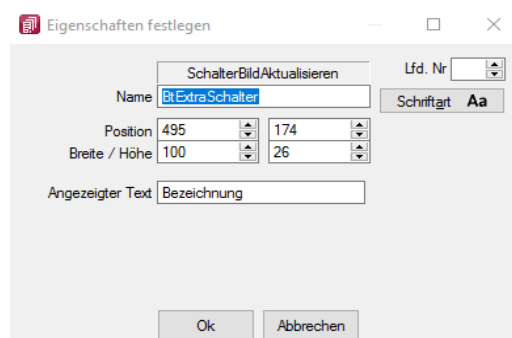 Eigenschaften festlegen
SchalterBildAktualisieren
Lfd. Nr
Name BtExtraSchalter
Schriftart Aa
Position 495 174
Breite / Höhe 100 26
Angezeigter Text Bezeichnung
Ok Abbrechen